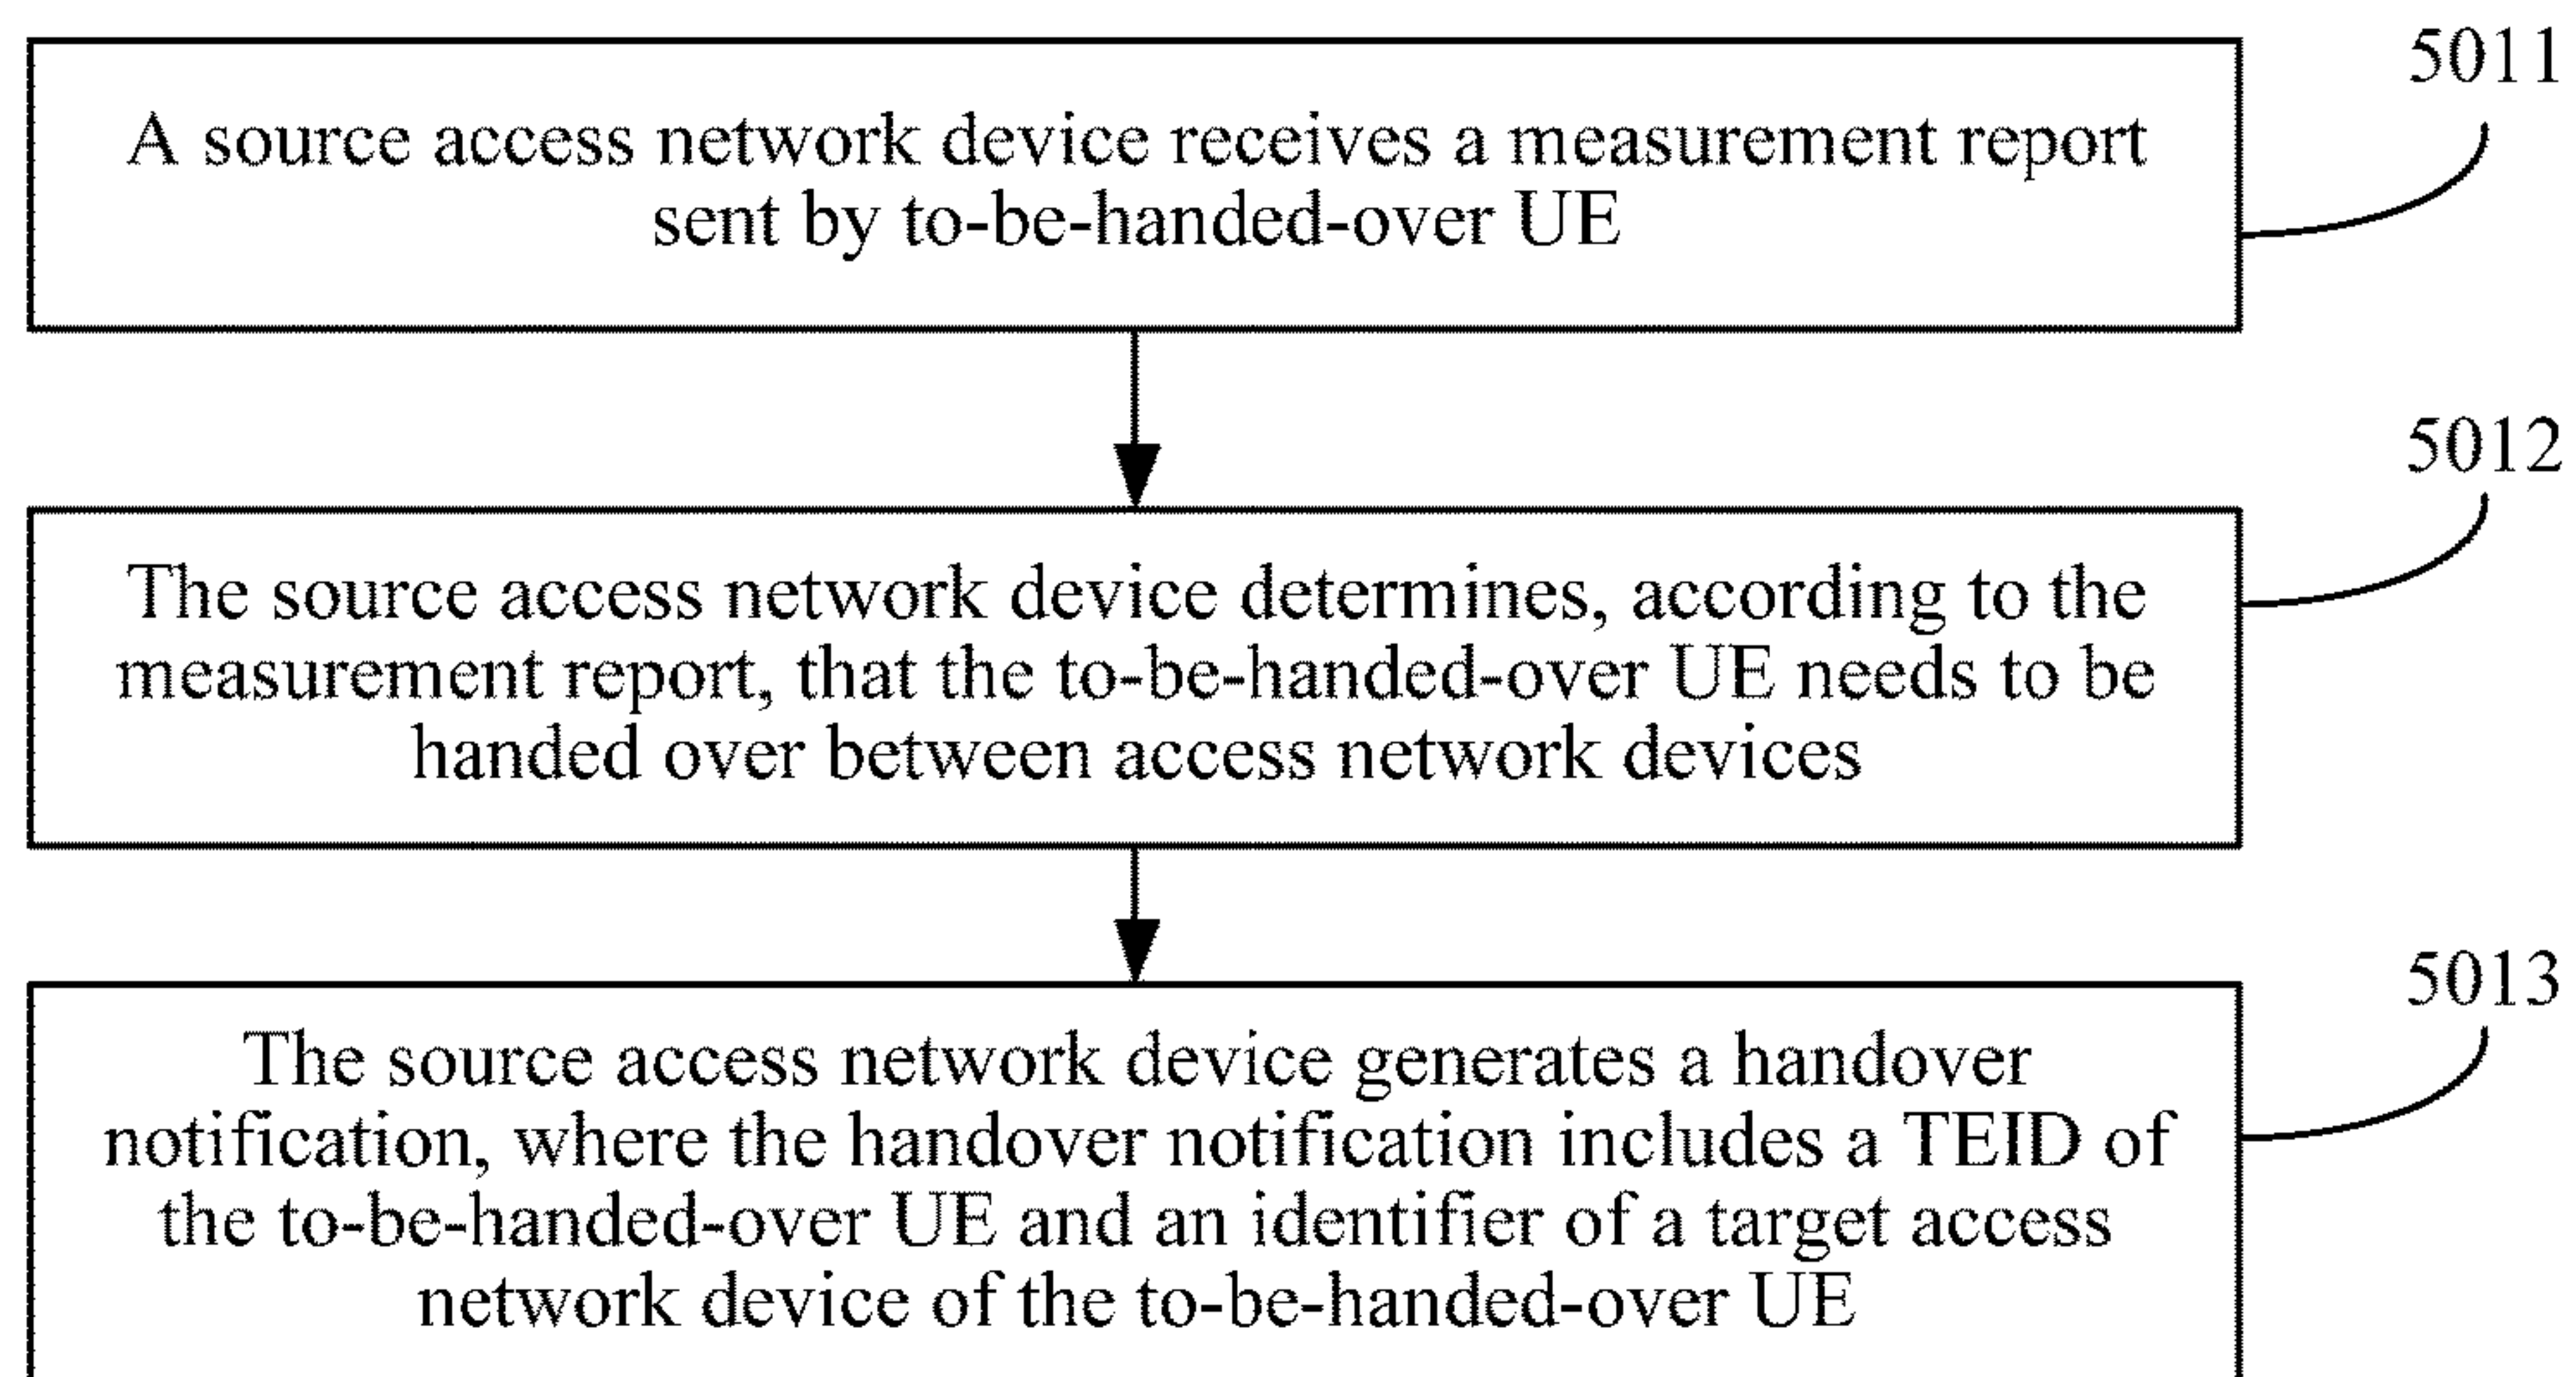 5011
A source access network device receives a measurement report
sent by to-be-handed-over UE
5012
The source access network device determines, according to the
measurement report, that the to-be-handed-over UE needs to be
handed over between access network devices
5013
The source access network device generates a handover
notification, where the handover notification includes a TEID of
the to-be-handed-over UE and an identifier of a target access
network device of the to-be-handed-over UE